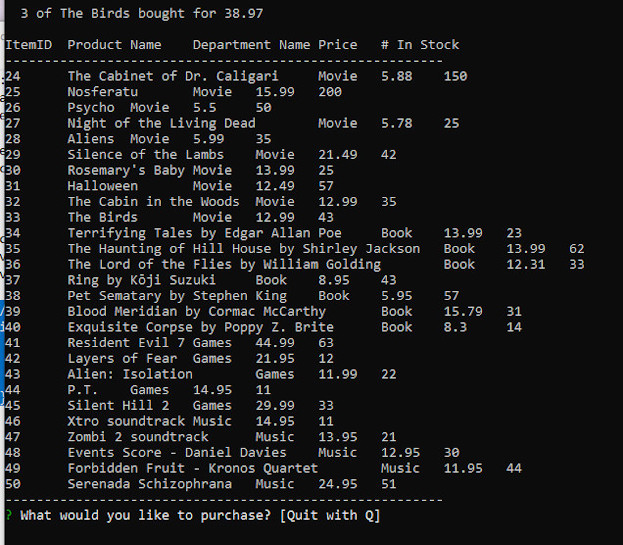 3 of The Birds bought for 38.97
ItemID  Product Name    Department Name Price   # In Stock
--------------------------------------------------------
24      The Cabinet of Dr. Caligari     Movie   5.88    150
25      Nosferatu       Movie   15.99   200
26      Psycho  Movie   5.5     50
27      Night of the Living Dead        Movie   5.78    25
28      Aliens  Movie   5.99    35
29      Silence of the Lambs    Movie   21.49   42
30      Rosemary's Baby Movie   13.99   25
31      Halloween       Movie   12.49   57
32      The Cabin in the Woods  Movie   12.99   35
33      The Birds       Movie   12.99   43
34      Terrifying Tales by Edgar Allan Poe     Book    13.99   23
35      The Haunting of Hill House by Shirley Jackson   Book    13.99   62
36      The Lord of the Flies by William Golding        Book    12.31   33
37      Ring by Kōji Suzuki     Book    8.95    43
38      Pet Sematary by Stephen King    Book    5.95    57
39      Blood Meridian by Cormac McCarthy       Book    15.79   31
40      Exquisite Corpse by Poppy Z. Brite      Book    8.3     14
41      Resident Evil 7 Games   44.99   63
42      Layers of Fear  Games   21.95   12
43      Alien: Isolation        Games   11.99   22
44      P.T.    Games   14.95   11
45      Silent Hill 2   Games   29.99   33
46      Xtro soundtrack Music   14.95   11
47      Zombi 2 soundtrack      Music   13.95   21
48      Events Score - Daniel Davies    Music   12.95   30
49      Forbidden Fruit - Kronos Quartet        Music   11.95   44
50      Serenada Schizophrana   Music   24.95   51
--------------------------------------------------------
? What would you like to purchase? [Quit with Q]